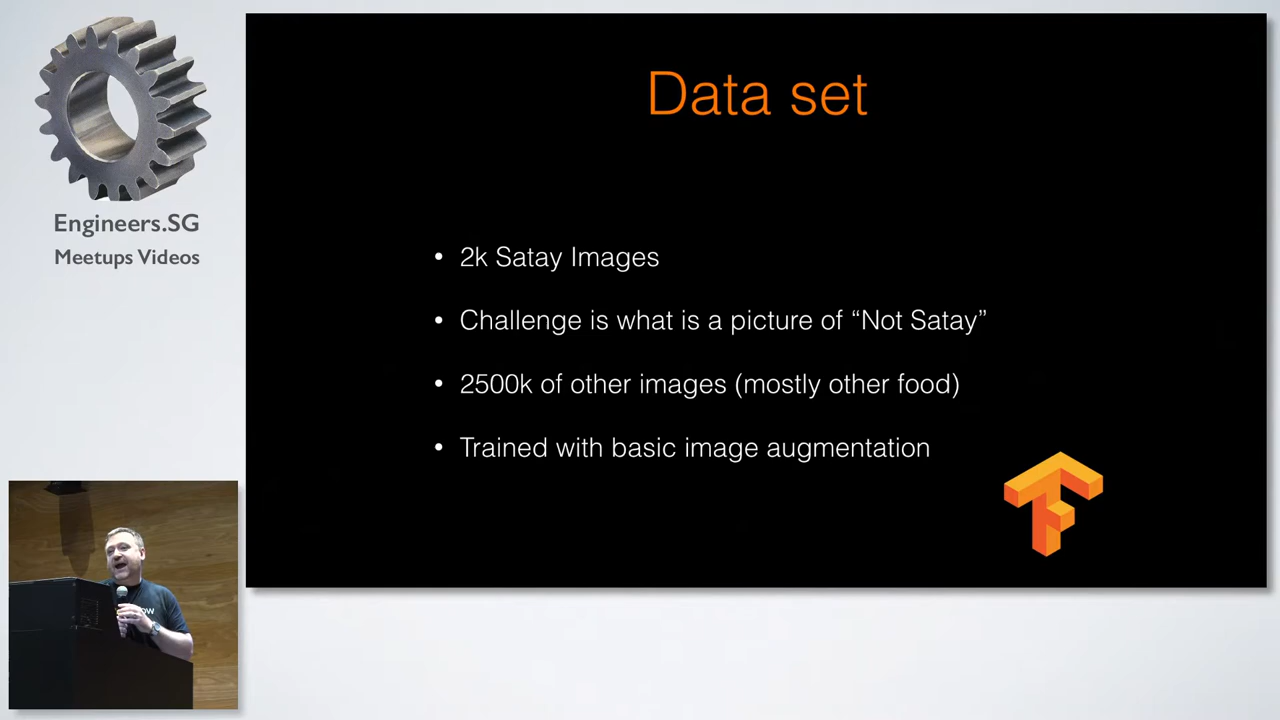 Engineers.SG
Meetups Videos
Data set
• 2k Satay Images
• Challenge is what is a picture of “Not Satay”
• 2500k of other images (mostly other food)
• Trained with basic image augmentation